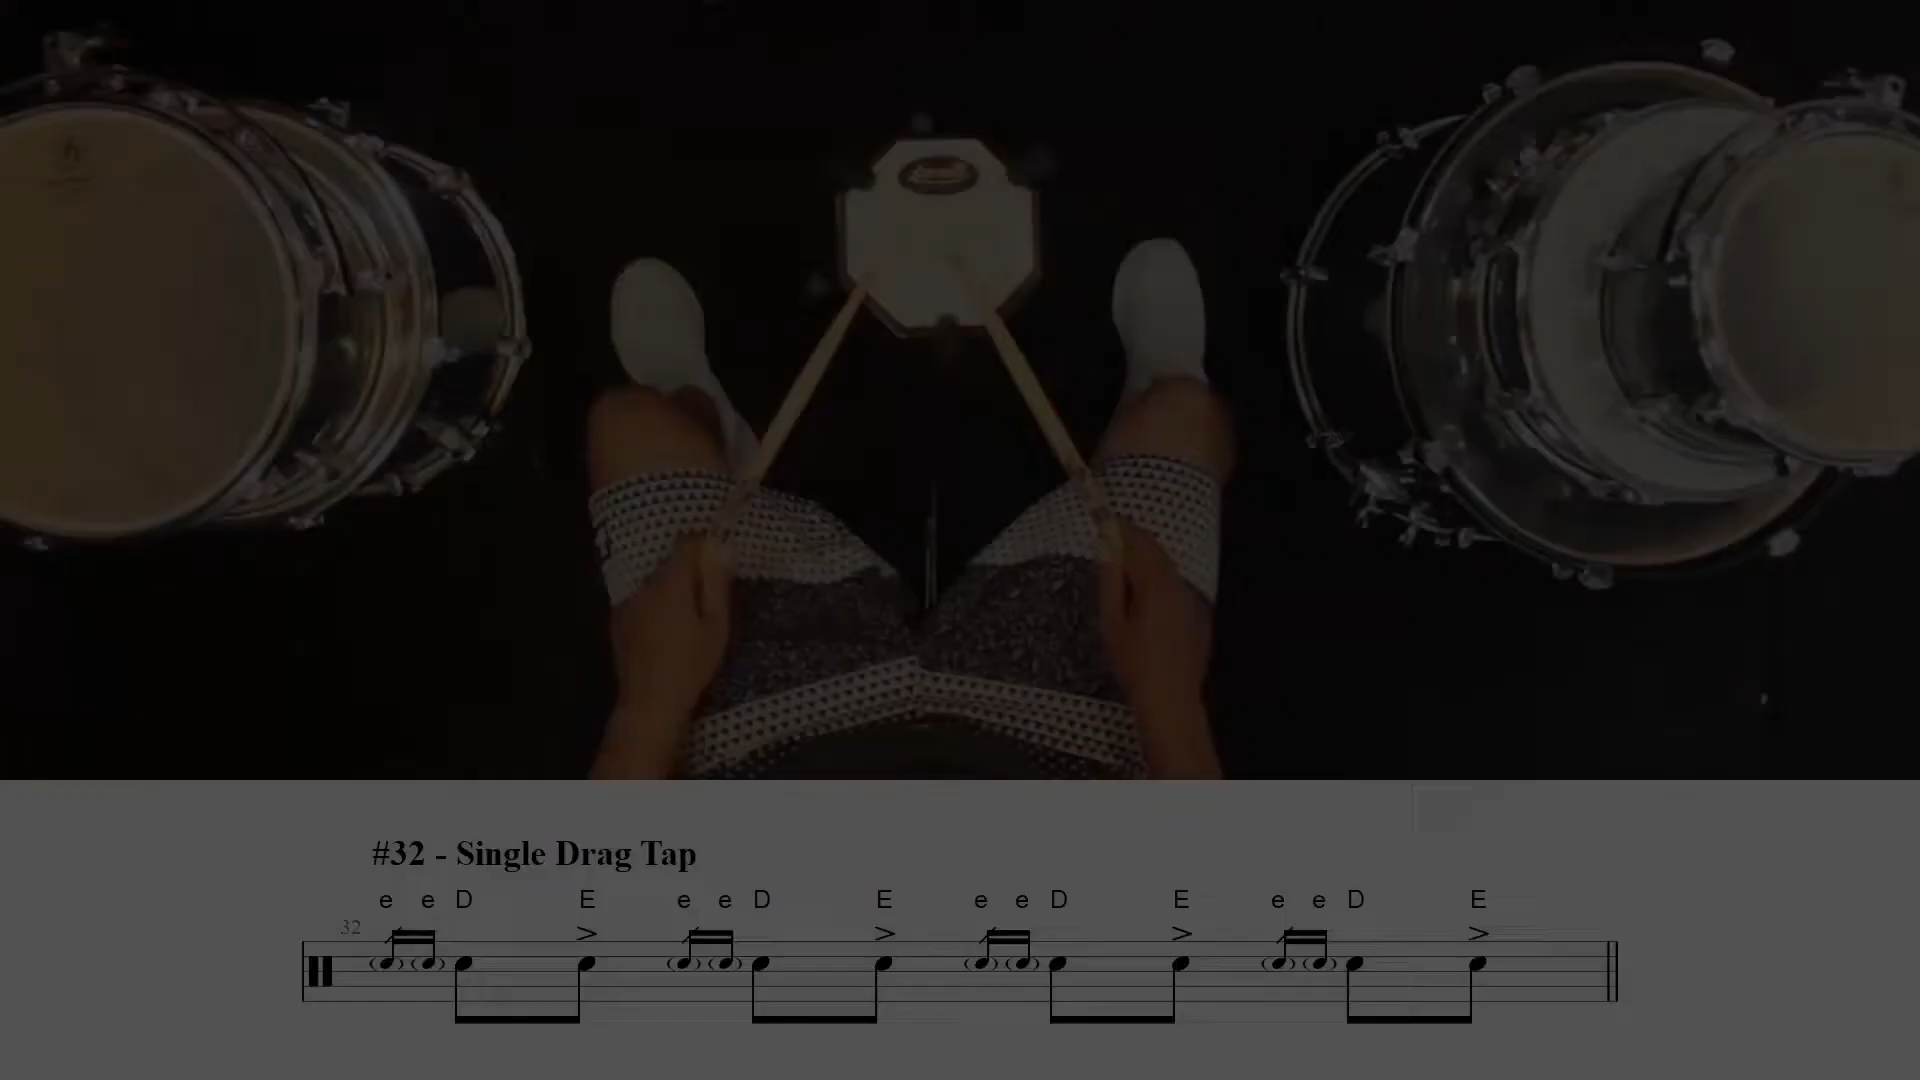 #32 - Single Drag Tap
e e D E e e D E e e D E e e D E
32